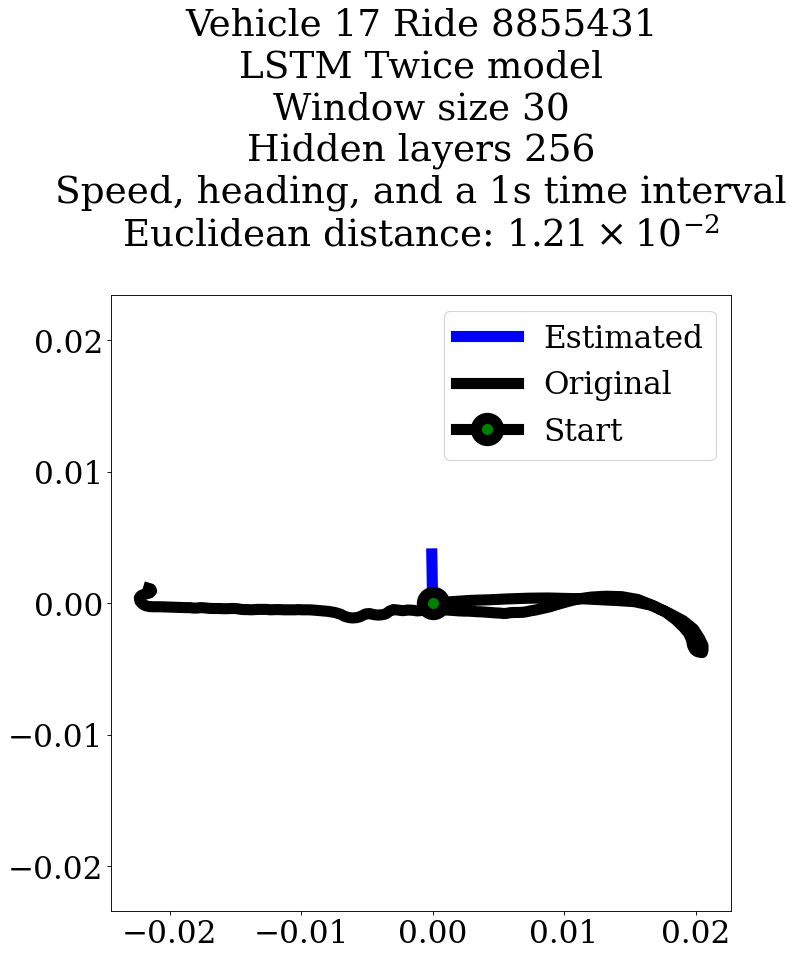 Vehicle 17 Ride 8855431
LSTM Twice model
Window size 30
Hidden layers 256
Speed, heading, and a 1s time interval
Euclidean distance: 1.21 × 10⁻²
Estimated
Original
Start
0.02
0.01
0.00
−0.01
−0.02
−0.02 −0.01 0.00 0.01 0.02